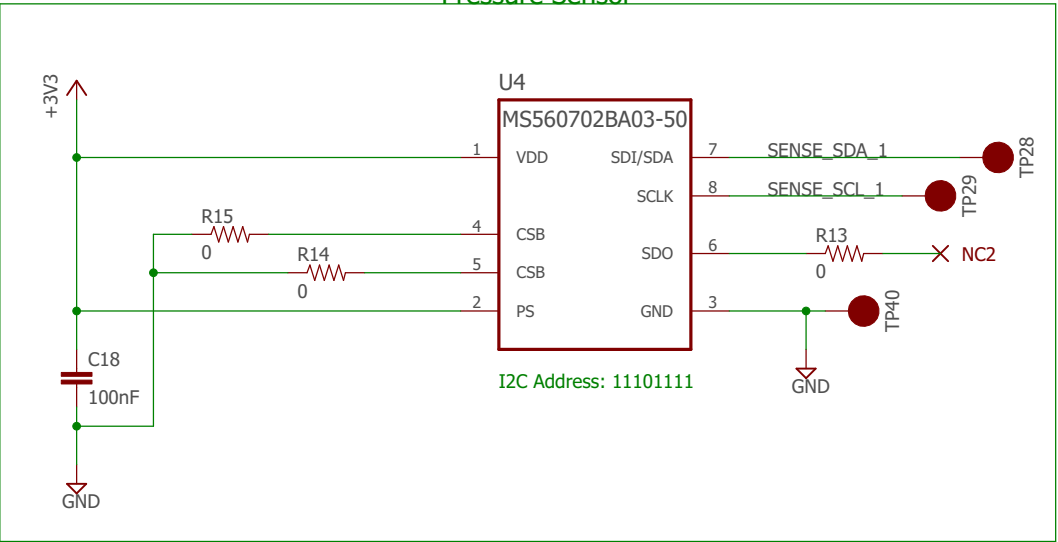 Pressure Sensor
+3V3
U4
MS560702BA03-50
1
VDD
SDI/SDA
7
SENSE_SDA_1
TP28
SCLK
8
SENSE_SCL_1
TP29
R15
0
4
CSB
SDO
6
R13
0
NC2
R14
0
5
CSB
2
PS
GND
3
TP40
GND
C18
100nF
I2C Address: 11101111
GND